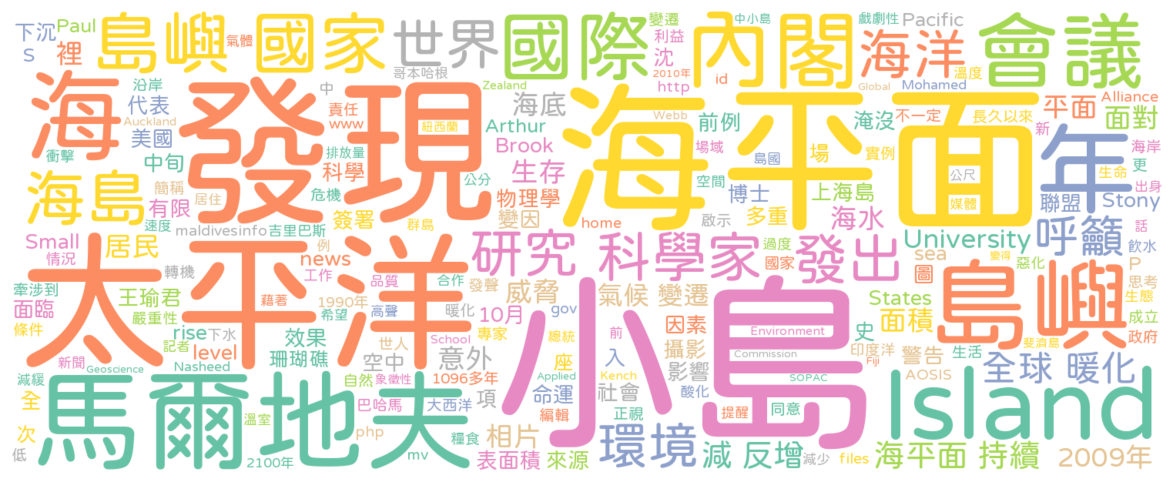 下沉 Paul 島嶼 國家 世界 國際 變遷 中小島 戲劇性 Pacific 會議
S 裡 氣體 利益 內閣 海洋
哥本哈根 沈 2010年 溫度
沿岸 中 Zealand http id Global Mohamed
海 代表 發現 責任 海底 海平面 Webb 不一定 平面 Alliance 年
Auckland www 紐西蘭 Arthur 前例 淹沒 長久以來 面對
美國 排放量 Brook 場域 場 實例 新 海岸
衝擊 中旬 科學 島國 更
海島 簡稱 居住 危機 公分 生存 空間 公尺 生命
有限 簽署 物理學 博士 上海島 媒體 聯盟 出身 Stony
速度 變因 啟示 多重 海水 呼籲 話
maldivesinfo 吉里巴斯 群島 home
Small 居民 例 研究 科學家 發出 過度 University 飲水
情況 news 國家 sea 惡化 P
太平洋 轉機 工作 品質 合作 發聲 威脅 氣候 變遷 圖 變得 島嶼 思考
牽涉到 藉著 gov States 生態
面臨 王瑜君 1990年 暖化 10月 小島 因素 史 面積 成立
條件 嚴重性 希望 高聲 Environment 斐濟島 政府
rise 下水 效果 世人 專家 總統 前 攝影 印度洋 警告 生活
新聞 記者 level 珊瑚礁 School 意外 座 入 影響 Commission Fiji 全球 暖化
減緩 Geoscience Nasheed 空中 Applied Kench SOPAC AOSIS
馬爾地夫 自然 象徵性 1096多年 項 命運 社會 酸化 Island
全 溫室 巴哈馬 大西洋 編輯 正視 提醒 同意
次 php 糧食 相片 環境 減 反增
低 2100年 mv 表面積 來源 減少 files 海平面 持續 2009年